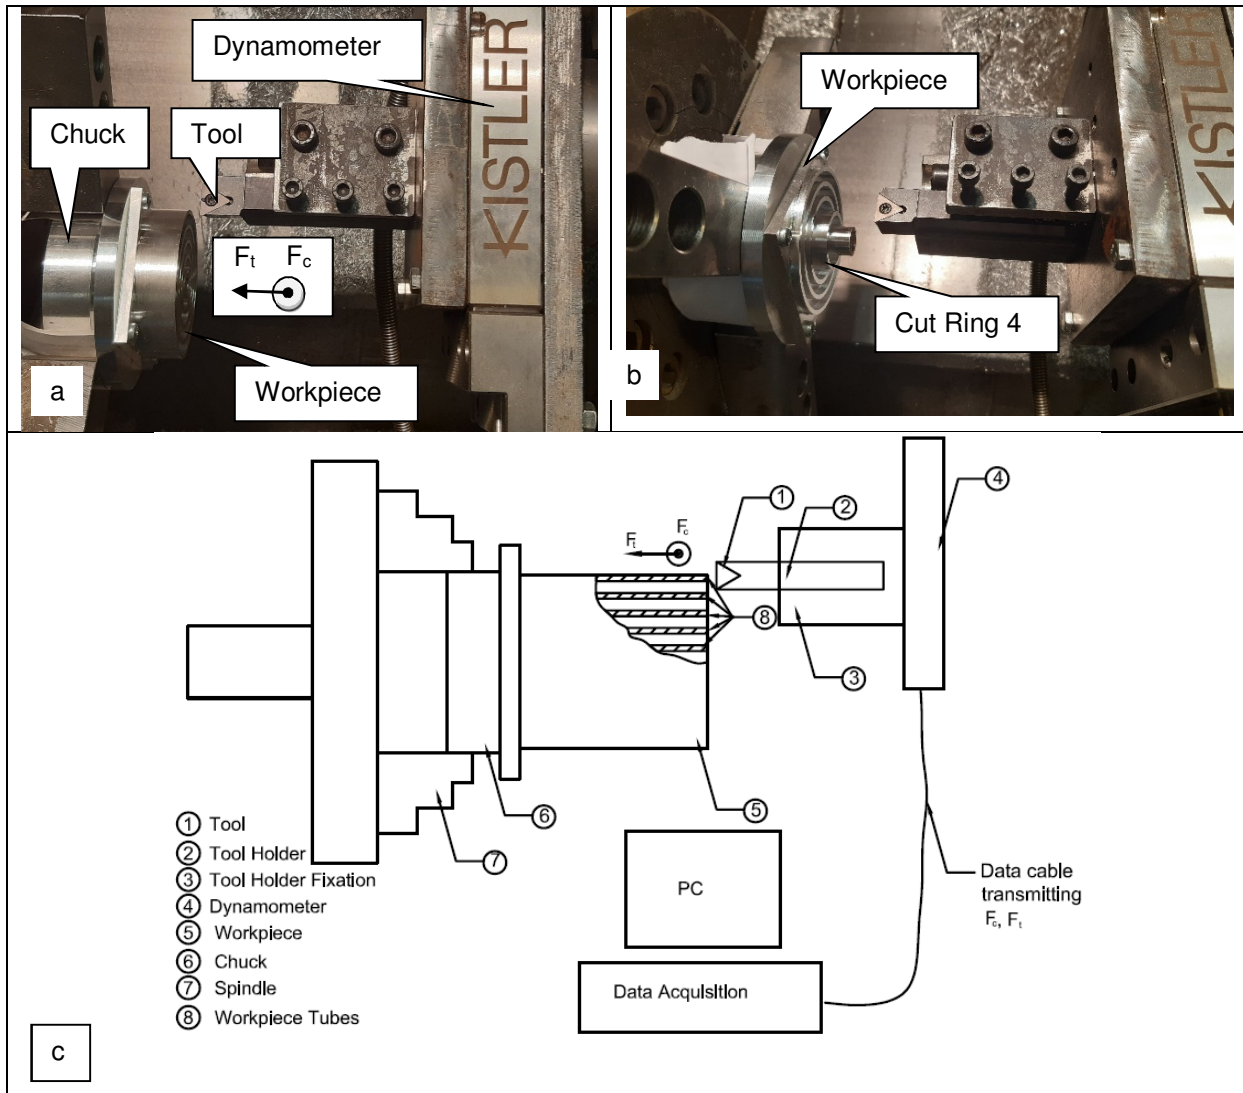 Dynamometer
KISTLER
Chuck
Tool
Ft Fc
Workpiece
a
Workpiece
KISTLER
Cut Ring 4
b
① ② ④
Ft Fc
⑧
③
⑤
⑥
⑦
① Tool
② Tool Holder
③ Tool Holder Fixation
④ Dynamometer
⑤ Workpiece
⑥ Chuck
⑦ Spindle
⑧ Workpiece Tubes
PC
Data Acquisition
Data cable
transmitting
Fc, Ft
c